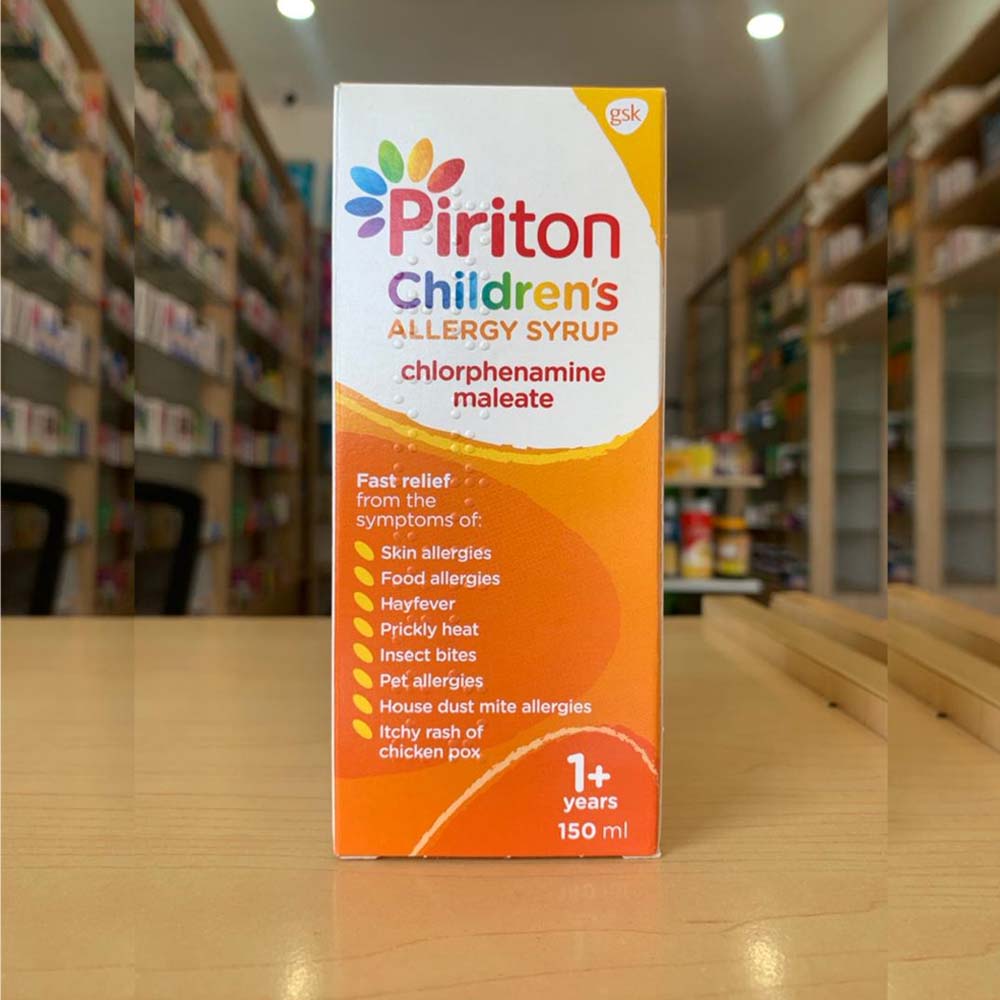 gsk
Piriton
Children's
ALLERGY SYRUP
chlorphenamine
maleate
Fast relief
from the
symptoms of:
Skin allergies
Food allergies
Hayfever
Prickly heat
Insect bites
Pet allergies
House dust mite allergies
Itchy rash of
chicken pox
1+
years
150 ml